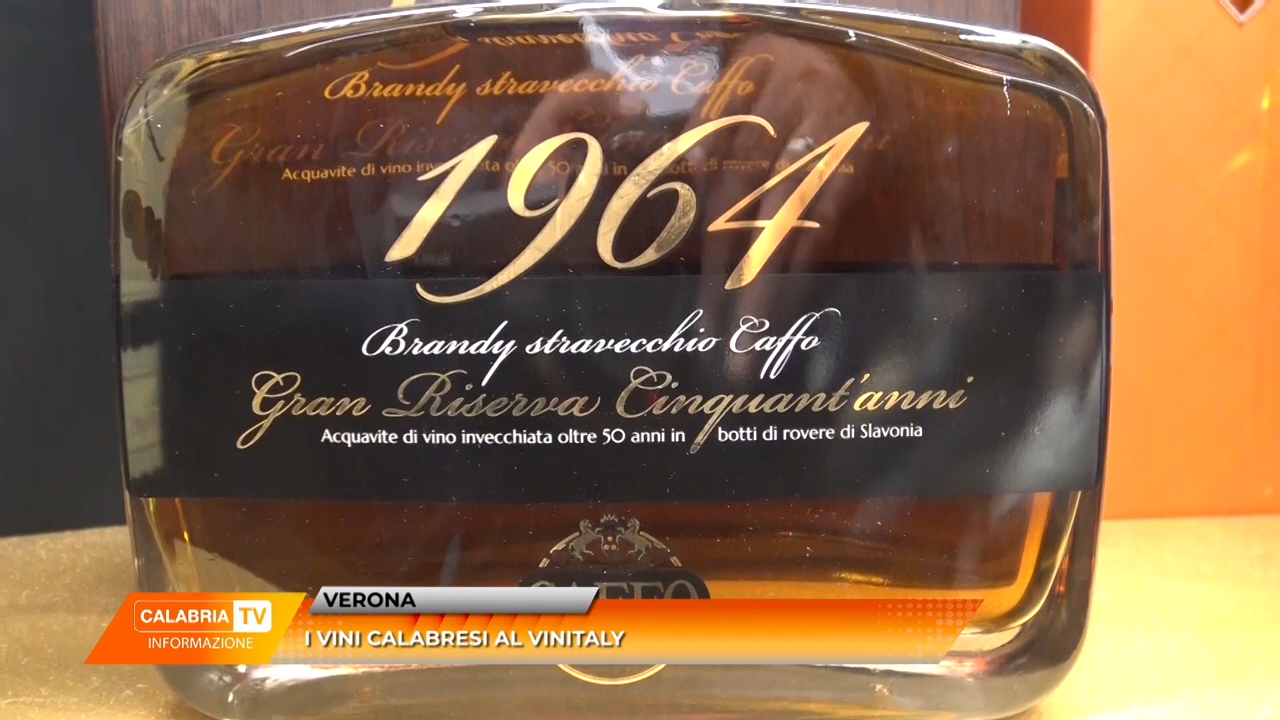 Brandy stravecchio Caffo
1964
Brandy stravecchio Caffo
Gran Riserva Cinquant'anni
Acquavite di vino invecchiata oltre 50 anni in botti di rovere di Slavonia
CAFFO
VERONA
CALABRIA TV
INFORMAZIONE
I VINI CALABRESI AL VINITALY